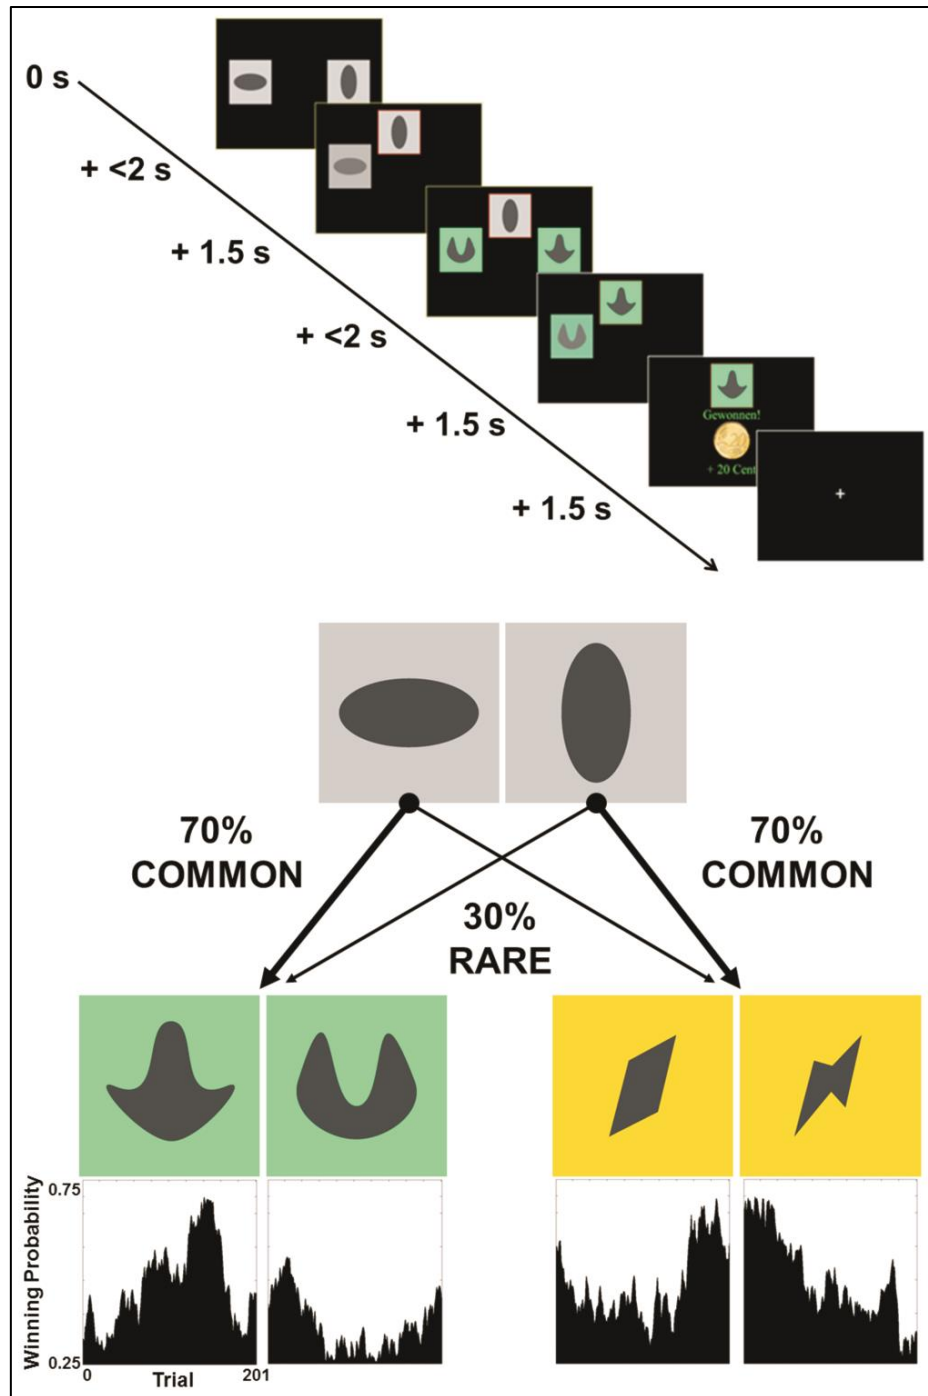 0 s
+ <2 s
+ 1.5 s
+ <2 s
+ 1.5 s
+ 1.5 s
Gewonnen!
20
+ 20 Cent
+
70%
COMMON
70%
COMMON
30%
RARE
Winning Probability
0.75
0.25
0
Trial
201